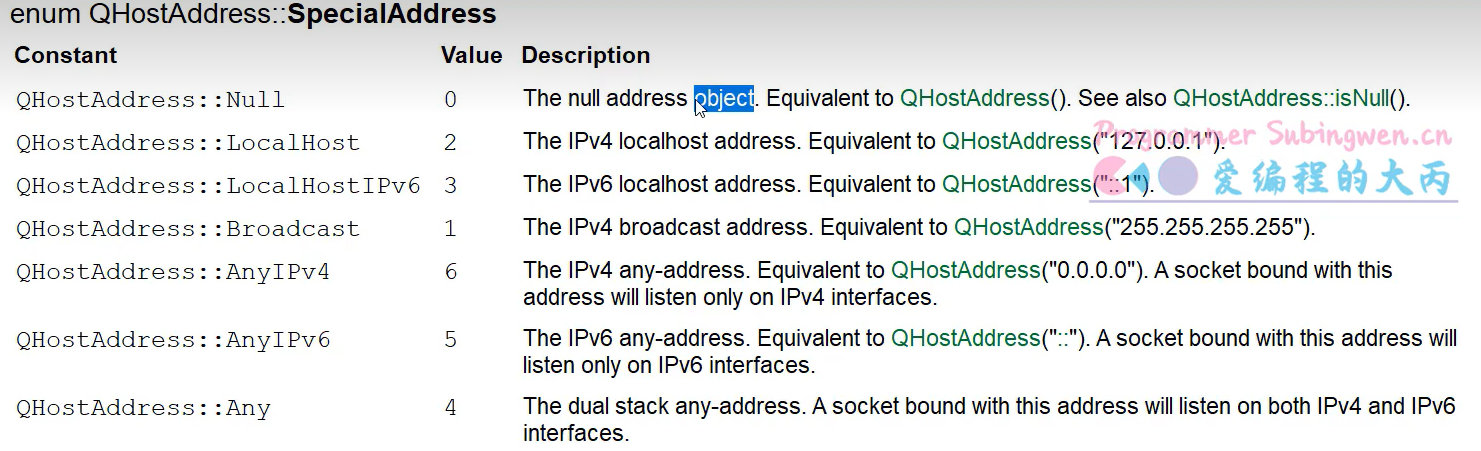 enum QHostAddress::SpecialAddress
Constant Value Description
QHostAddress::Null 0 The null address object. Equivalent to QHostAddress(). See also QHostAddress::isNull().
QHostAddress::LocalHost 2 The IPv4 localhost address. Equivalent to QHostAddress("127.0.0.1").
Programmer Subingwen.cn
QHostAddress::LocalHostIPv6 3 The IPv6 localhost address. Equivalent to QHostAddress("::1").
爱编程的大丙
QHostAddress::Broadcast 1 The IPv4 broadcast address. Equivalent to QHostAddress("255.255.255.255").
QHostAddress::AnyIPv4 6 The IPv4 any-address. Equivalent to QHostAddress("0.0.0.0"). A socket bound with this
address will listen only on IPv4 interfaces.
QHostAddress::AnyIPv6 5 The IPv6 any-address. Equivalent to QHostAddress("::"). A socket bound with this address will
listen only on IPv6 interfaces.
QHostAddress::Any 4 The dual stack any-address. A socket bound with this address will listen on both IPv4 and IPv6
interfaces.